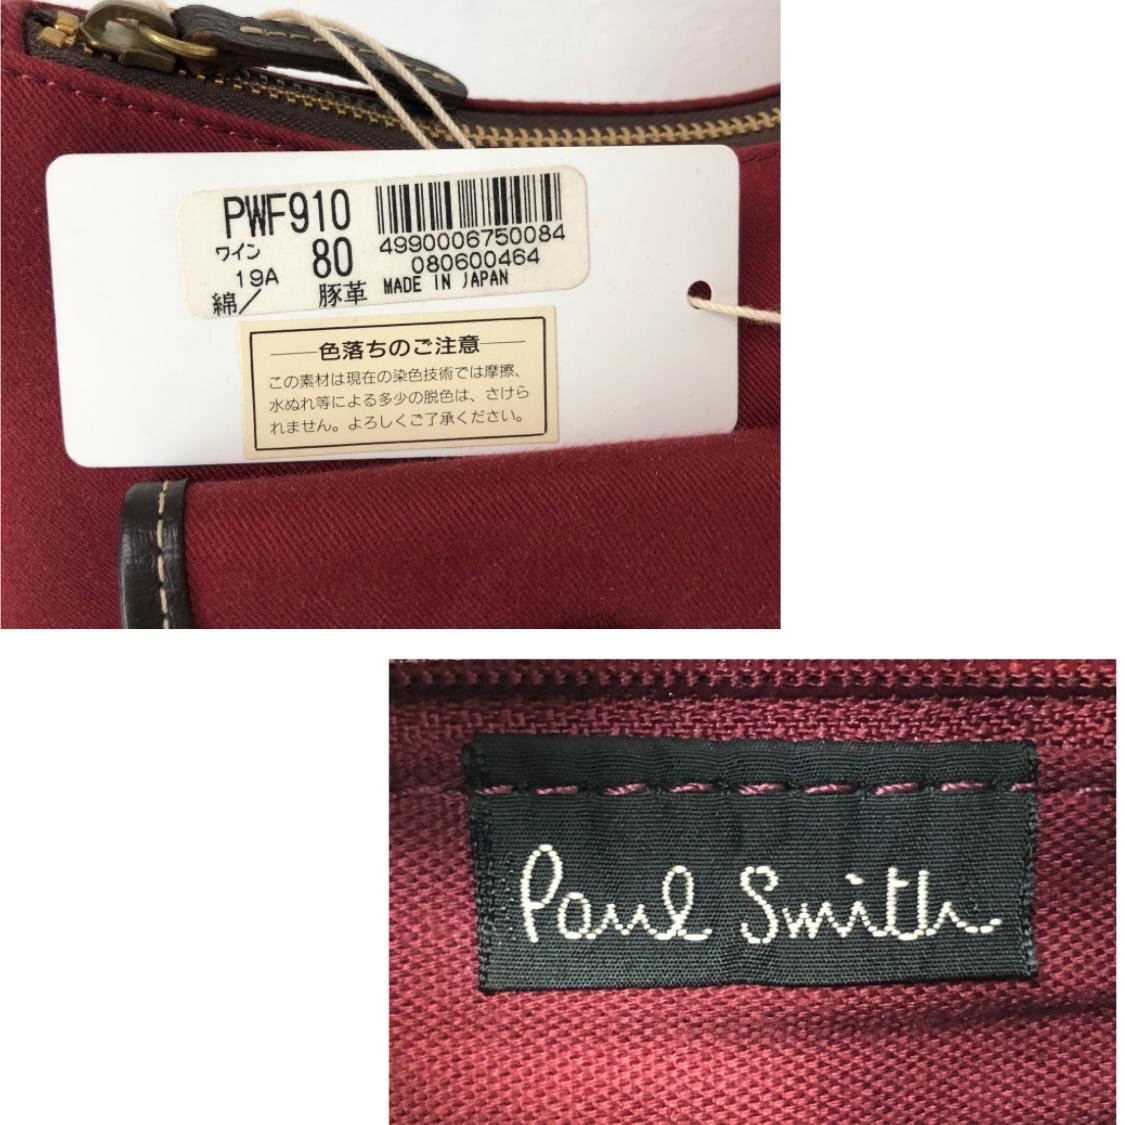 PWF910
ワイン 80
19A
綿／ 豚革
4990006750084
080600464
MADE IN JAPAN
色落ちのご注意
この素材は現在の染色技術では摩擦、
水ぬれ等による多少の脱色は、さけら
れません。よろしくご了承ください。
Paul Smith